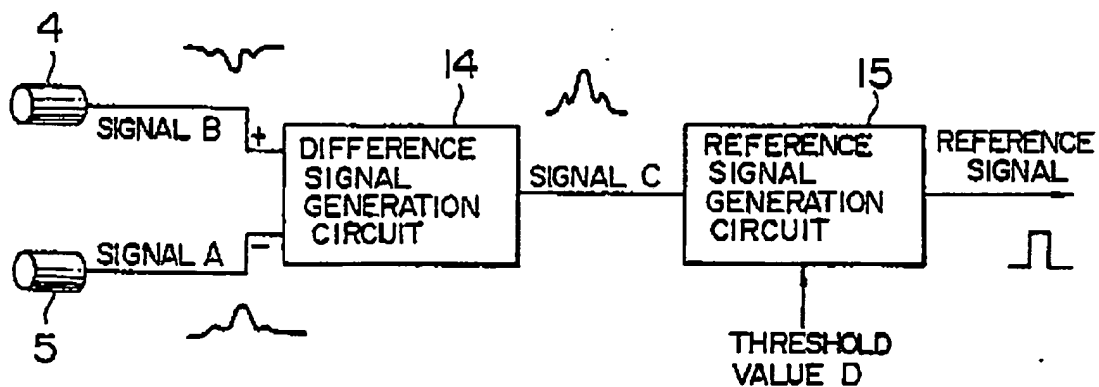 4
SIGNAL B
+
14
DIFFERENCE
SIGNAL
GENERATION
CIRCUIT
SIGNAL A
−
5
SIGNAL C
15
REFERENCE
SIGNAL
GENERATION
CIRCUIT
REFERENCE
SIGNAL
THRESHOLD
VALUE D